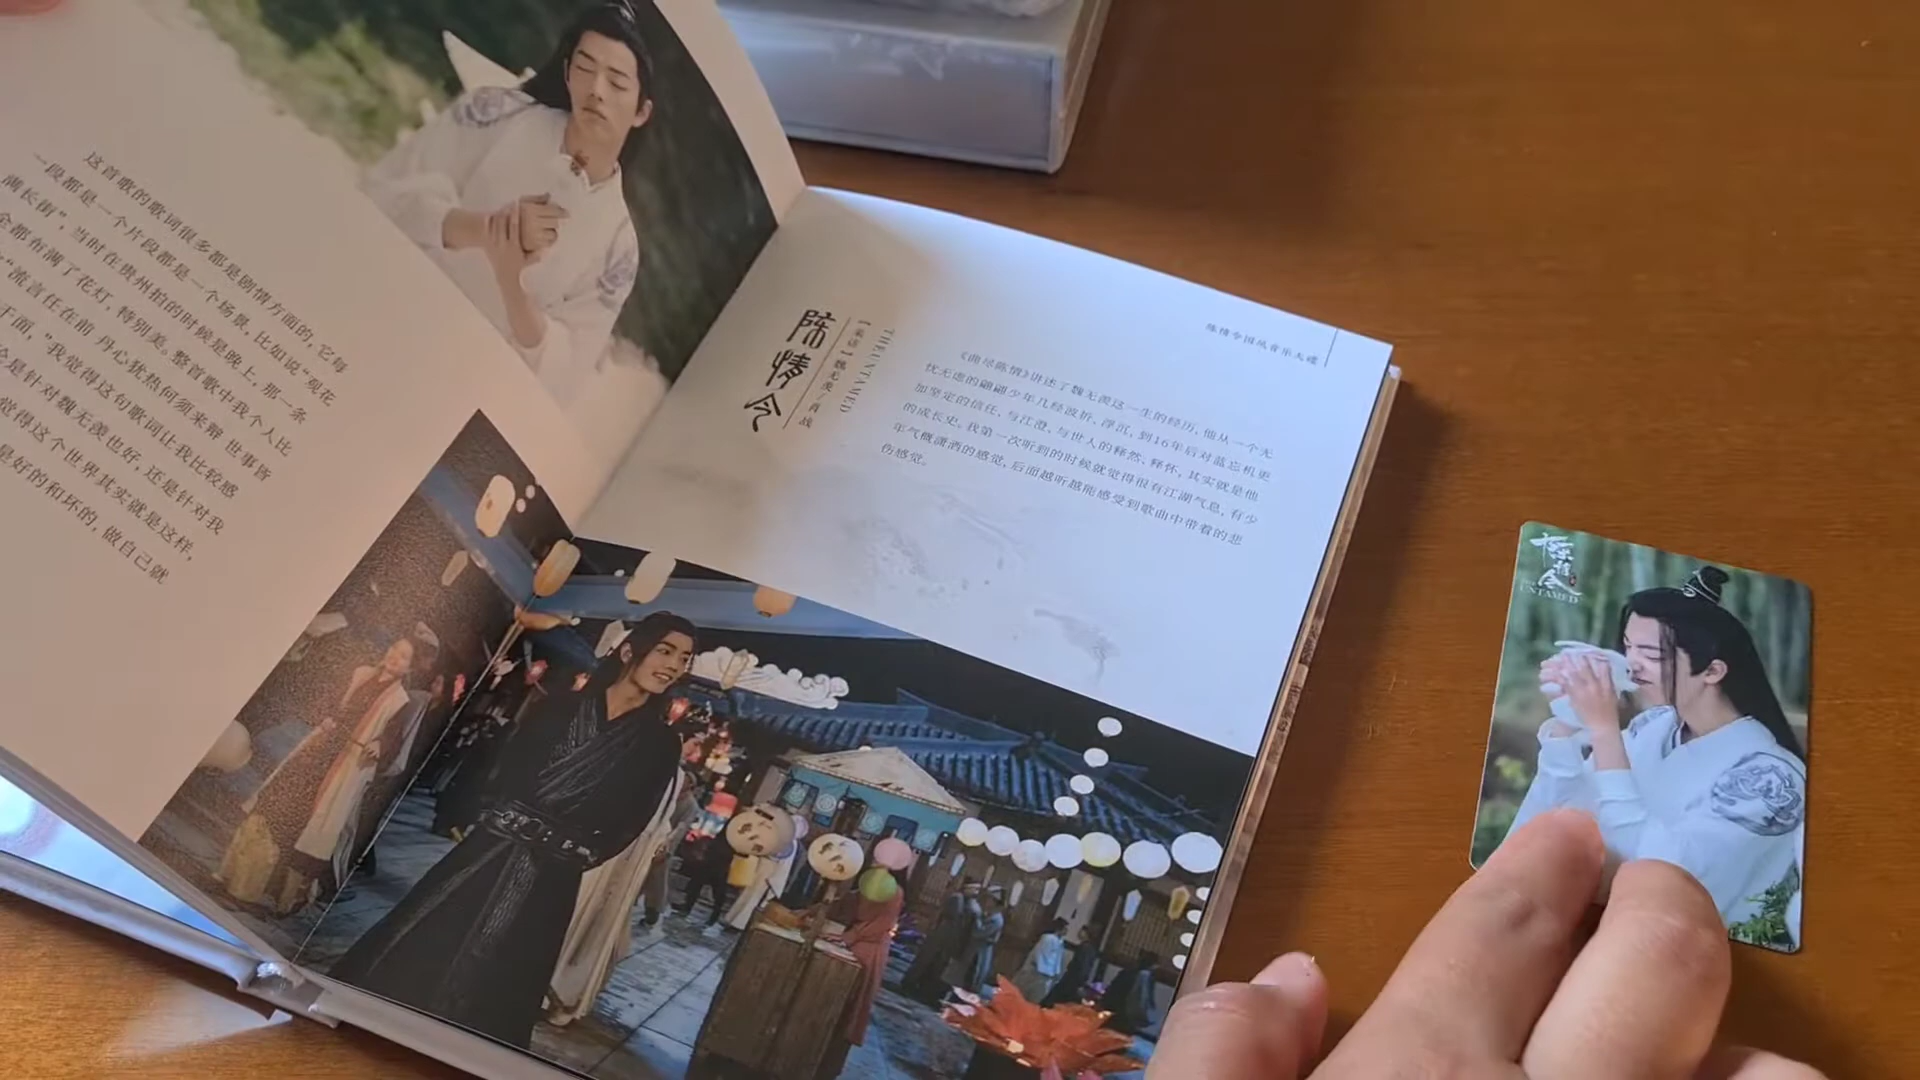 这首歌的歌词很多都是剧情方面的，它每
一段都是一个片段都是一个场景，比如说“观花
满长街”，当时在贵州拍的时候是晚上，那一条
全都布满了花灯，特别美。整首歌中我个人比
“流言任在前 丹心犹热何须来辩 世事皆
于面，“我觉得这句歌词让我比较感
论是针对魏无羡也好，还是针对我
觉得这个世界其实就是这样，
是好的和坏的，做自己就
陈情令
【采访】魏无羡/肖战
THE UNTAMED
陈情令国风音乐大碟
《曲尽陈情》讲述了魏无羡这一生的经历，他从一个无
忧无虑的翩翩少年几经波折，浮沉，到16年后对蓝忘机更
加坚定的信任，与江澄，与世人的释然、释怀，其实就是他
的成长史。我第一次听到的时候就觉得很有江湖气息，有少
年气概潇洒的感觉，后面越听越能感受到歌曲中带着的悲
伤感觉。
陈情令
UNTAMED